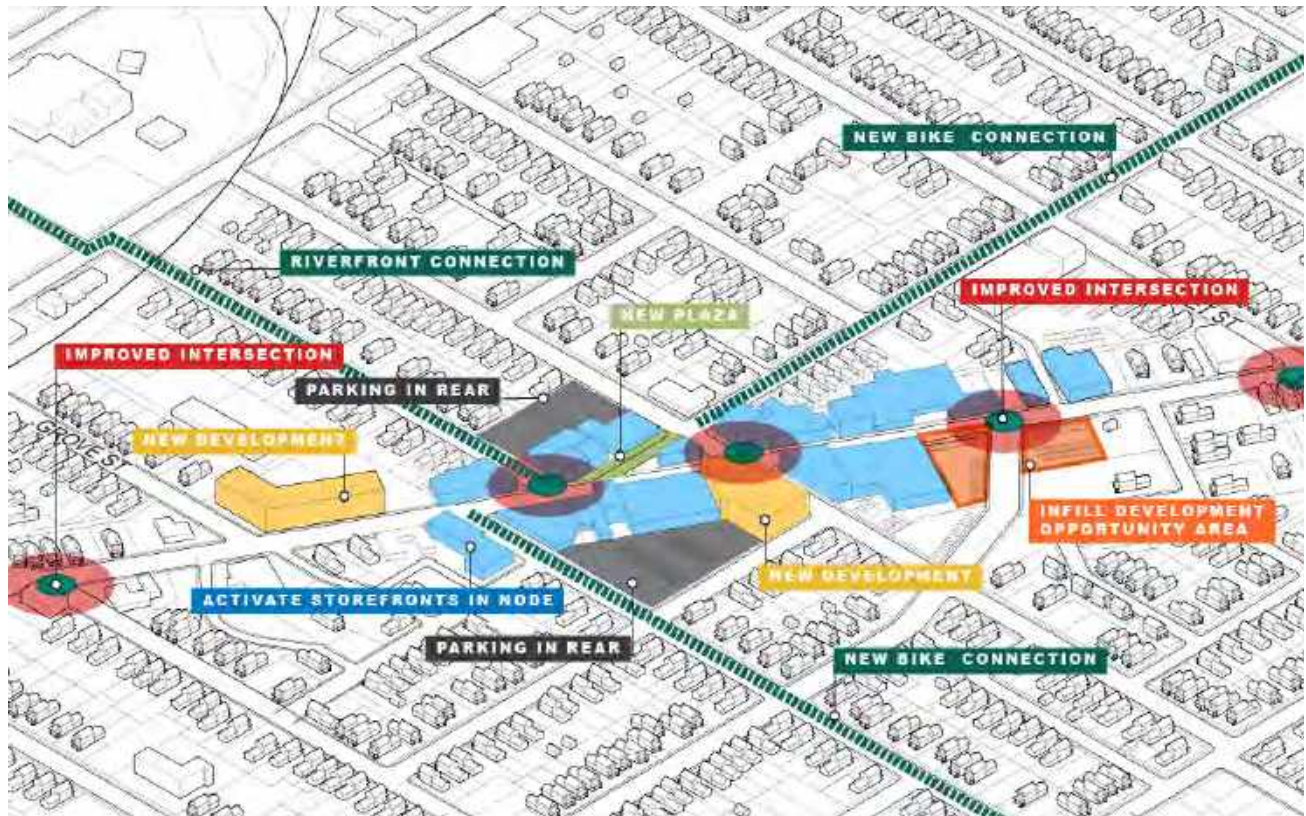 NEW BIKE CONNECTION
RIVERFRONT CONNECTION
IMPROVED INTERSECTION
NEW PLAZA
IMPROVED INTERSECTION
PARKING IN REAR
NEW DEVELOPMENT
INFILL DEVELOPMENT
OPPORTUNITY AREA
NEW DEVELOPMENT
ACTIVATE STOREFRONTS IN NODE
PARKING IN REAR
NEW BIKE CONNECTION